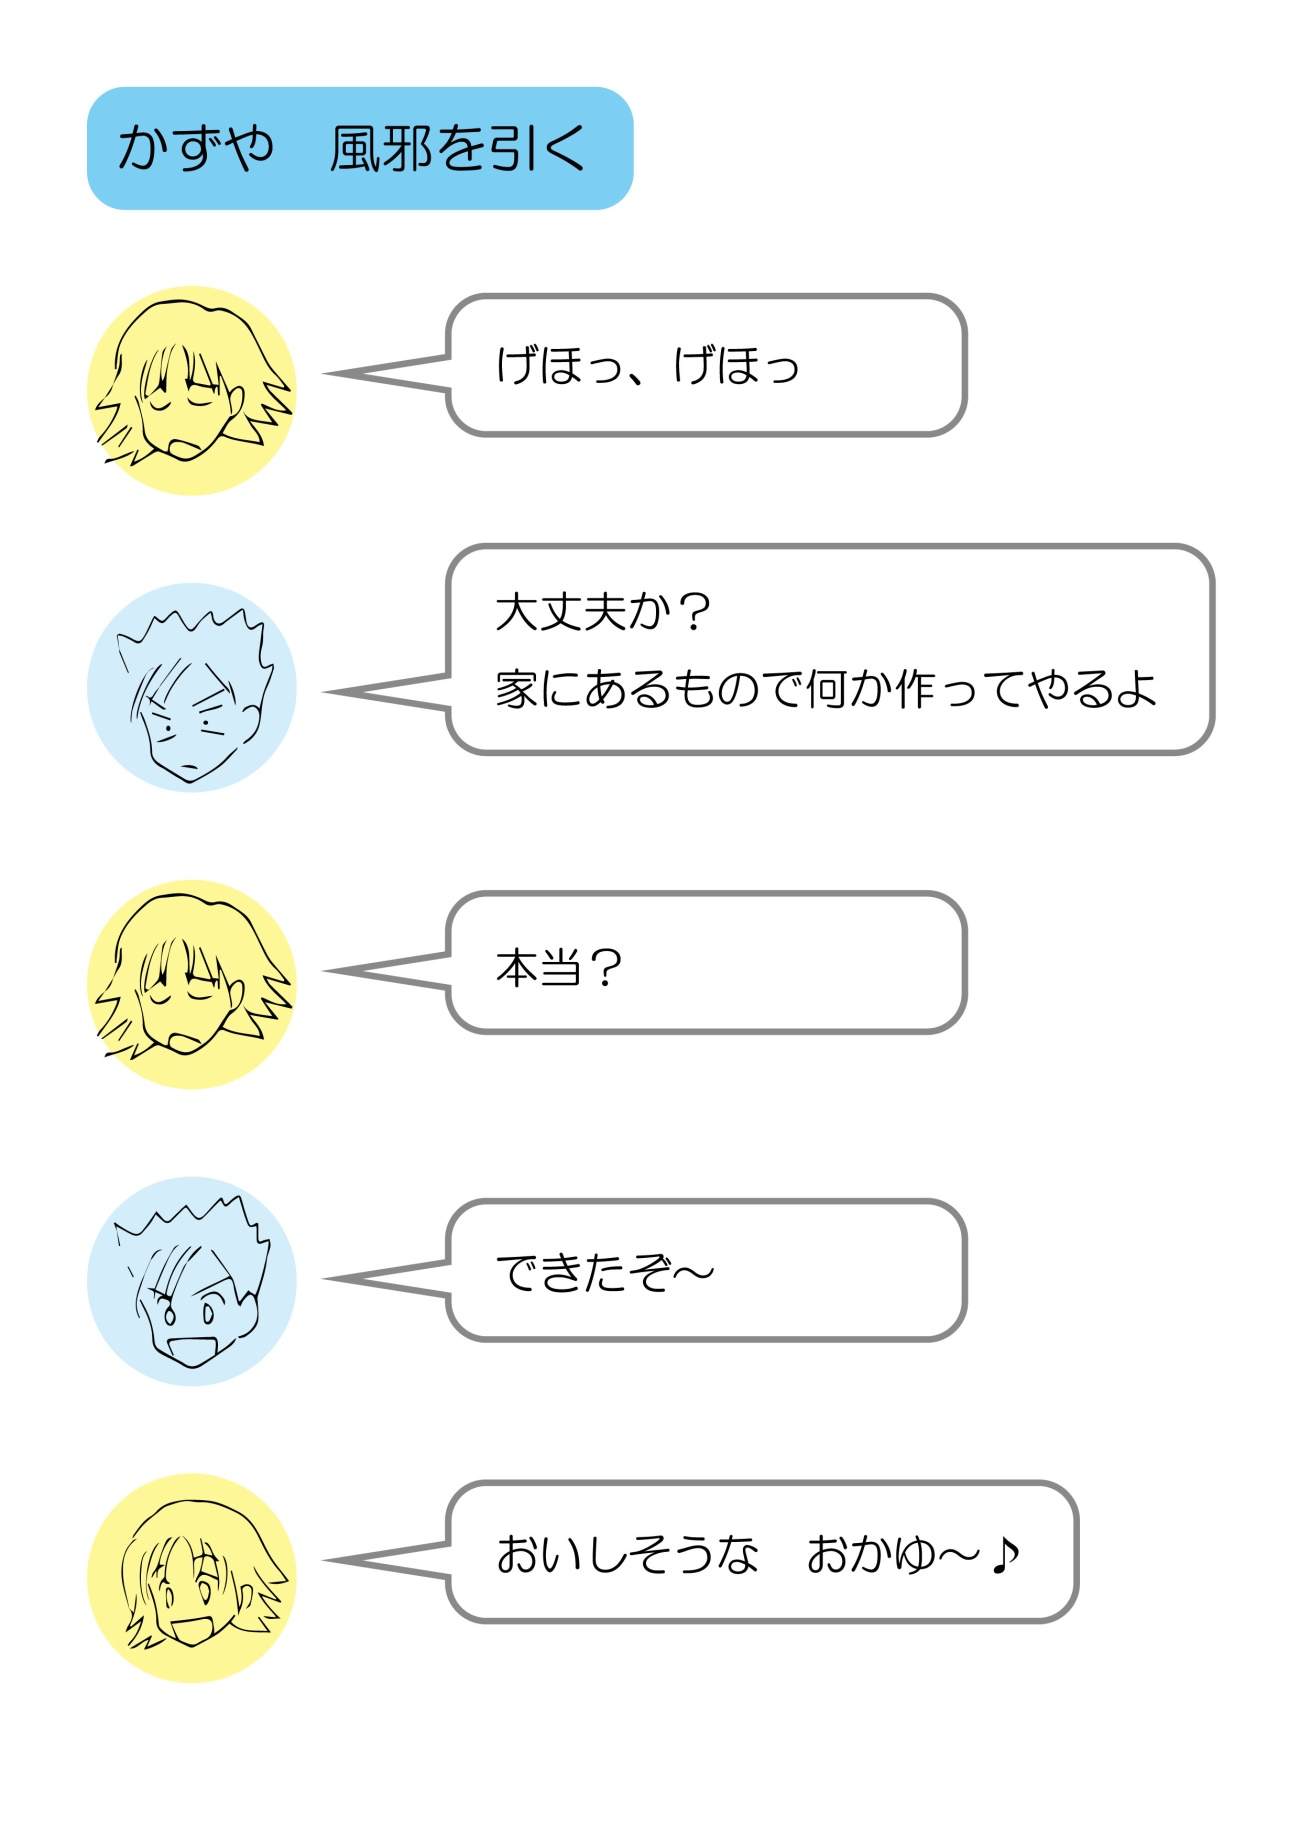 かずや　風邪を引く
げほっ、げほっ
大丈夫か？
家にあるもので何か作ってやるよ
本当？
できたぞ～
おいしそうな　おかゆ～♪